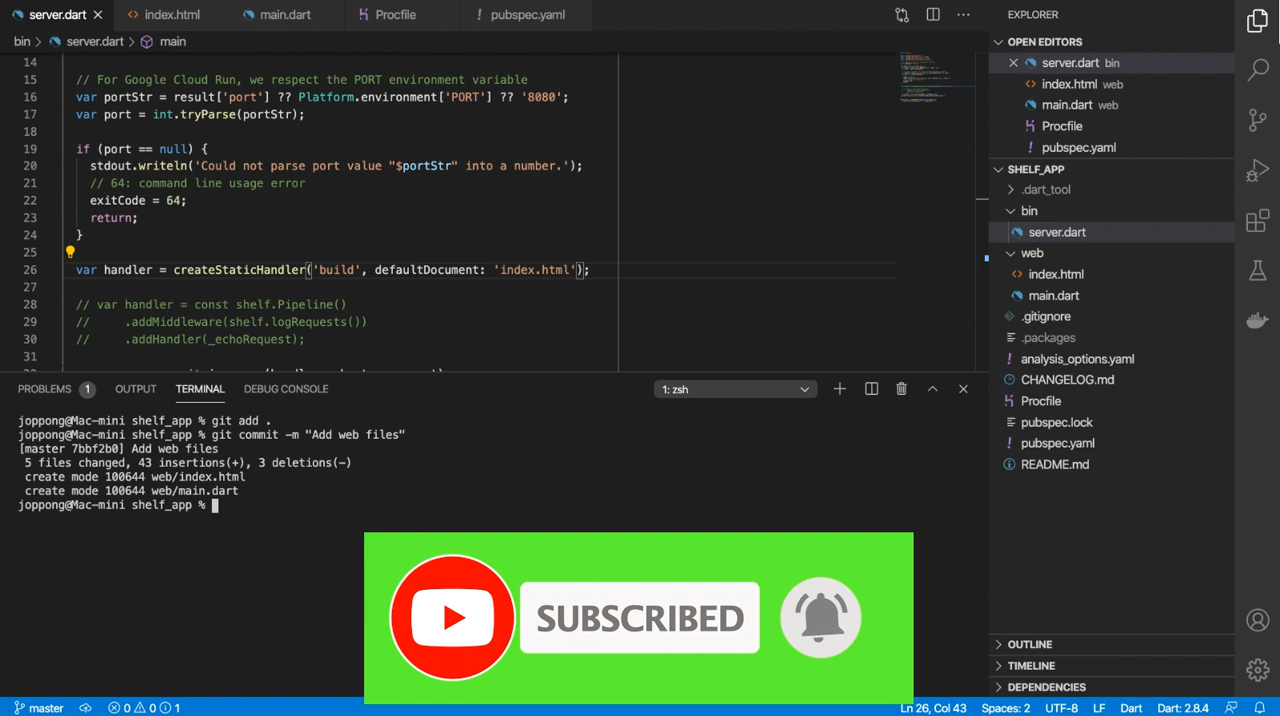 server.dart
index.html
main.dart
Procfile
pubspec.yaml
EXPLORER
bin
server.dart
main
OPEN EDITORS
server.dart bin
index.html web
main.dart web
Procfile
pubspec.yaml
SHELF_APP
.dart_tool
bin
server.dart
web
index.html
main.dart
.gitignore
.packages
analysis_options.yaml
CHANGELOG.md
Procfile
pubspec.lock
pubspec.yaml
README.md
OUTLINE
TIMELINE
DEPENDENCIES
14
15 // For Google Cloud Run, we respect the PORT environment variable
16 var portStr = result['port'] ?? Platform.environment['PORT'] ?? '8080';
17 var port = int.tryParse(portStr);
18
19 if (port == null) {
20 stdout.writeln('Could not parse port value "$portStr" into a number.');
21 // 64: command line usage error
22 exitCode = 64;
23 return;
24 }
25
26 var handler = createStaticHandler('build', defaultDocument: 'index.html');
27
28 // var handler = const shelf.Pipeline()
29 // .addMiddleware(shelf.logRequests())
30 // .addHandler(_echoRequest);
31
PROBLEMS 1 OUTPUT TERMINAL DEBUG CONSOLE
1: zsh
joppong@Mac-mini shelf_app % git add .
joppong@Mac-mini shelf_app % git commit -m "Add web files"
[master 7bbf2b0] Add web files
5 files changed, 43 insertions(+), 3 deletions(-)
create mode 100644 web/index.html
create mode 100644 web/main.dart
joppong@Mac-mini shelf_app %
SUBSCRIBED
master 0 0 1
Ln 26, Col 43 Spaces: 2 UTF-8 LF Dart Dart: 2.8.4